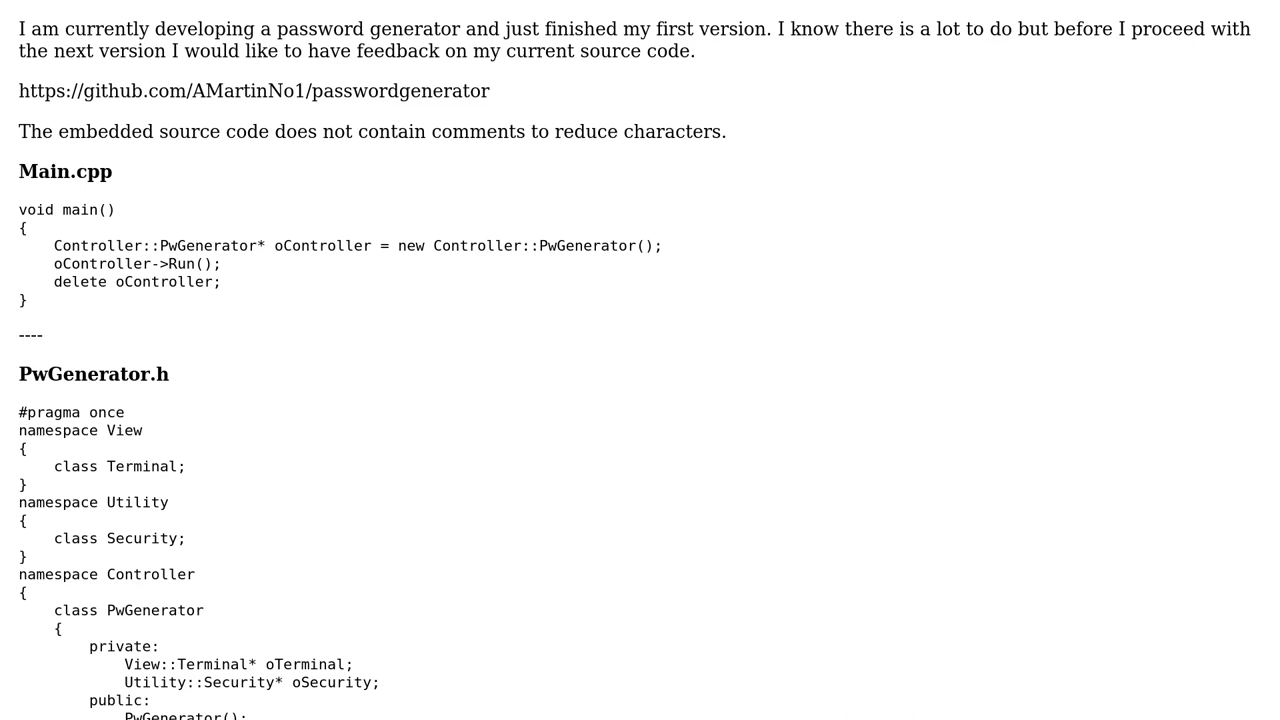 I am currently developing a password generator and just finished my first version. I know there is a lot to do but before I proceed with
the next version I would like to have feedback on my current source code.
https://github.com/AMartinNo1/passwordgenerator
The embedded source code does not contain comments to reduce characters.
Main.cpp
void main()
{
    Controller::PwGenerator* oController = new Controller::PwGenerator();
    oController->Run();
    delete oController;
}
----
PwGenerator.h
#pragma once
namespace View
{
    class Terminal;
}
namespace Utility
{
    class Security;
}
namespace Controller
{
    class PwGenerator
    {
        private:
            View::Terminal* oTerminal;
            Utility::Security* oSecurity;
        public:
            PwGenerator();